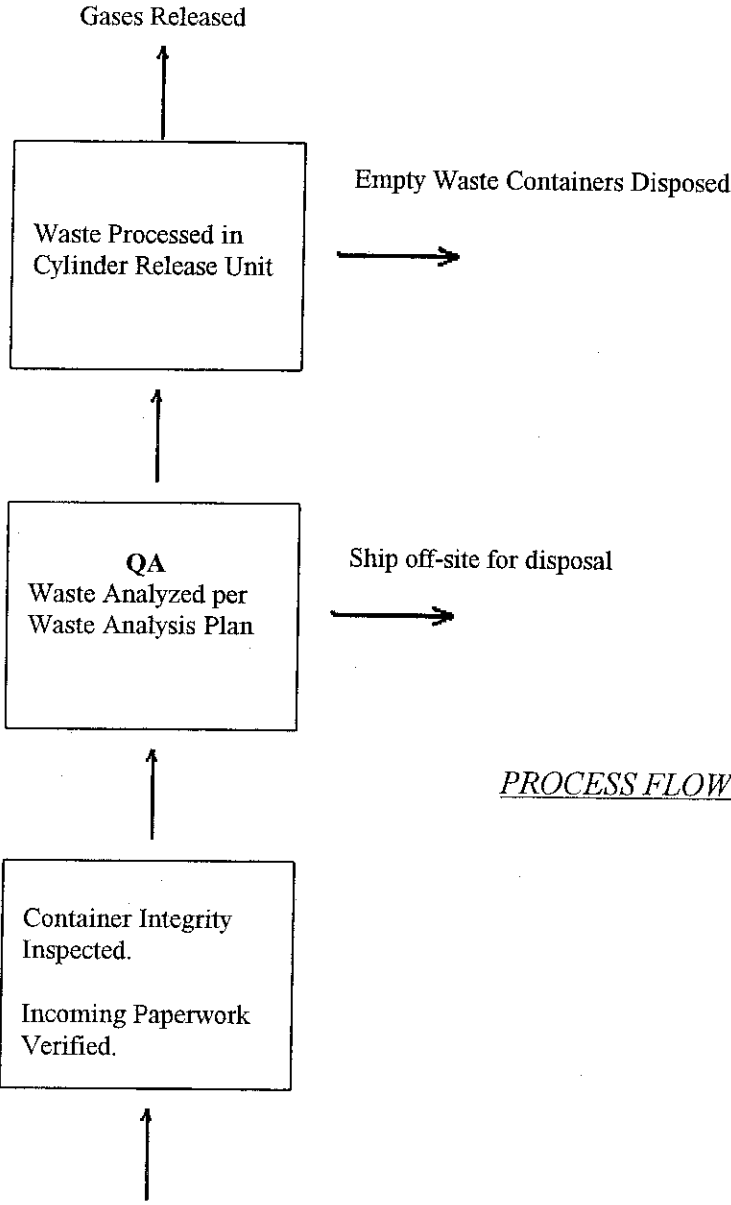 Gases Released
Empty Waste Containers Disposed
Waste Processed in
Cylinder Release Unit
QA
Ship off-site for disposal
Waste Analyzed per
Waste Analysis Plan
PROCESS FLOW
Container Integrity
Inspected.
Incoming Paperwork
Verified.